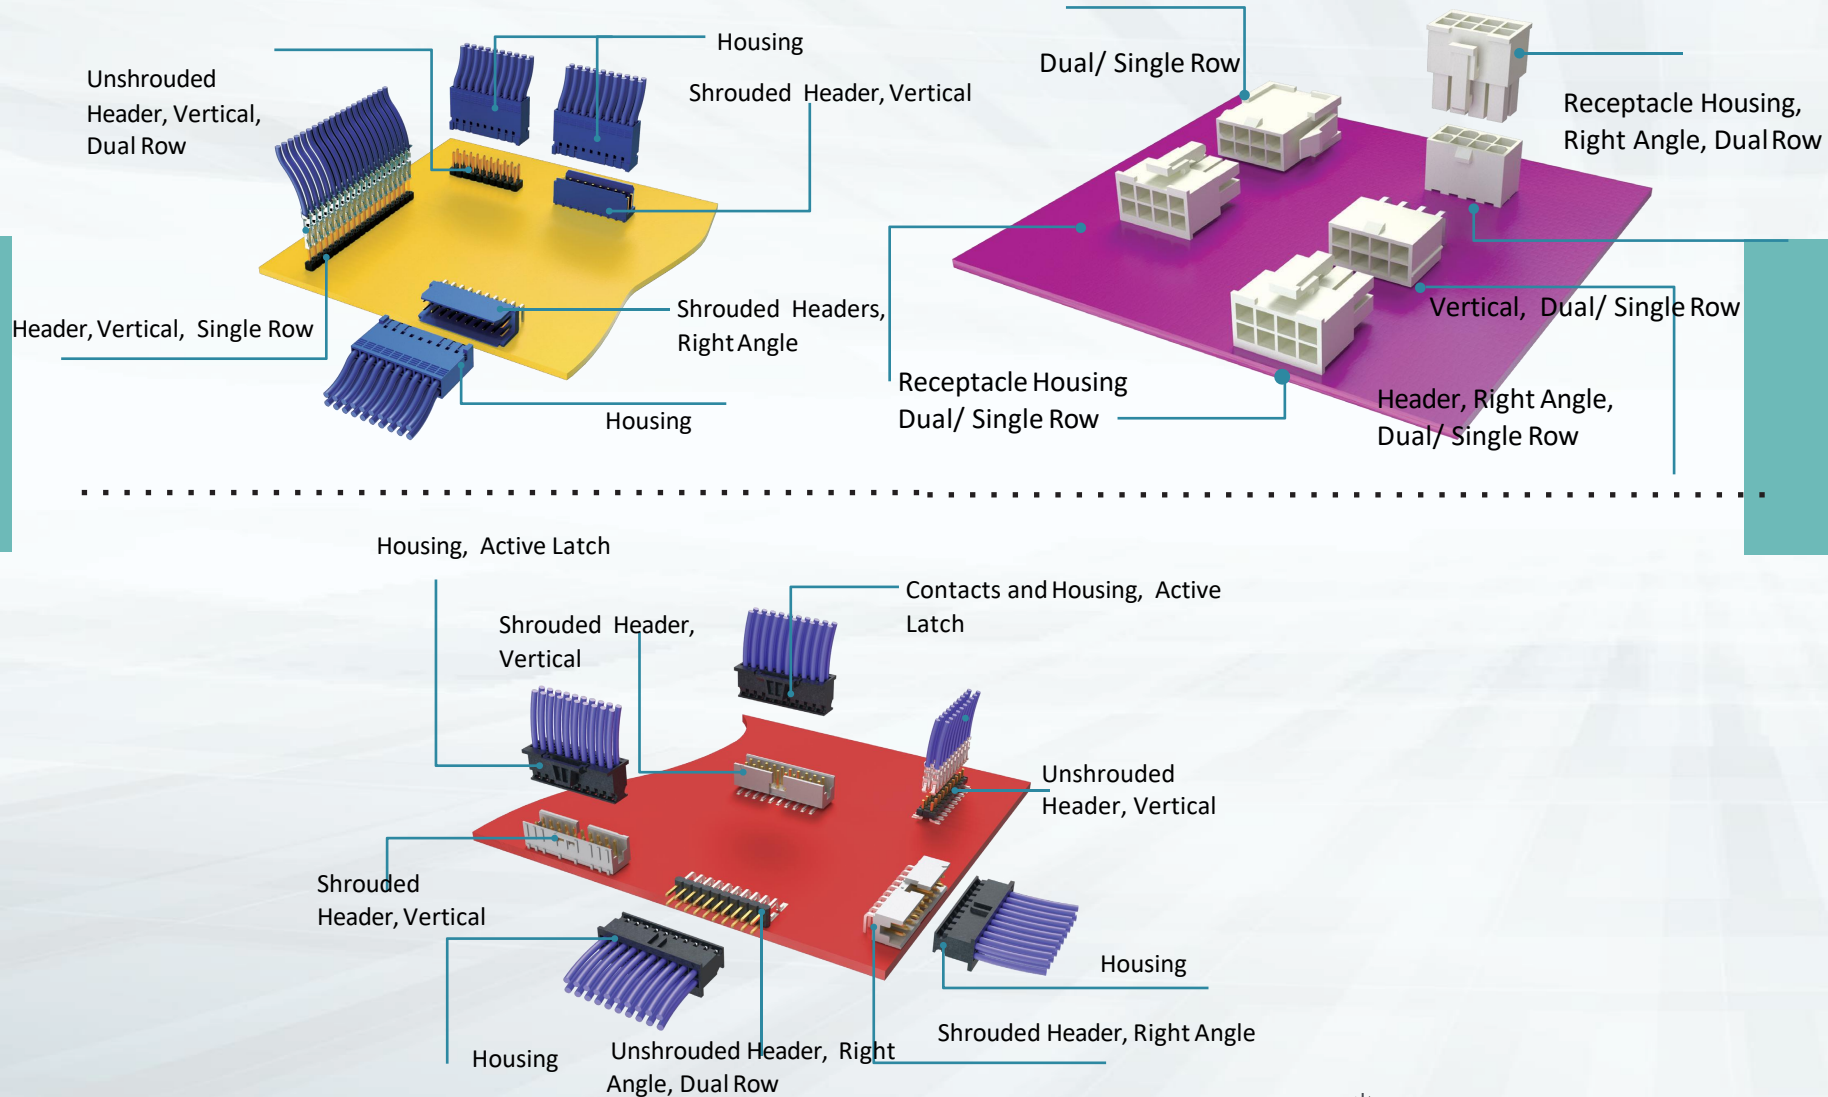 Housing
Unshrouded
Header, Vertical,
Dual Row
Shrouded Header, Vertical
Header, Vertical, Single Row
Shrouded Headers,
Right Angle
Housing
Dual/ Single Row
Receptacle Housing,
Right Angle, Dual Row
Vertical, Dual/ Single Row
Receptacle Housing
Dual/ Single Row
Header, Right Angle,
Dual/ Single Row
Housing, Active Latch
Contacts and Housing, Active
Latch
Shrouded Header,
Vertical
Unshrouded
Header, Vertical
Shrouded
Header, Vertical
Housing
Shrouded Header, Right Angle
Housing
Unshrouded Header, Right
Angle, Dual Row